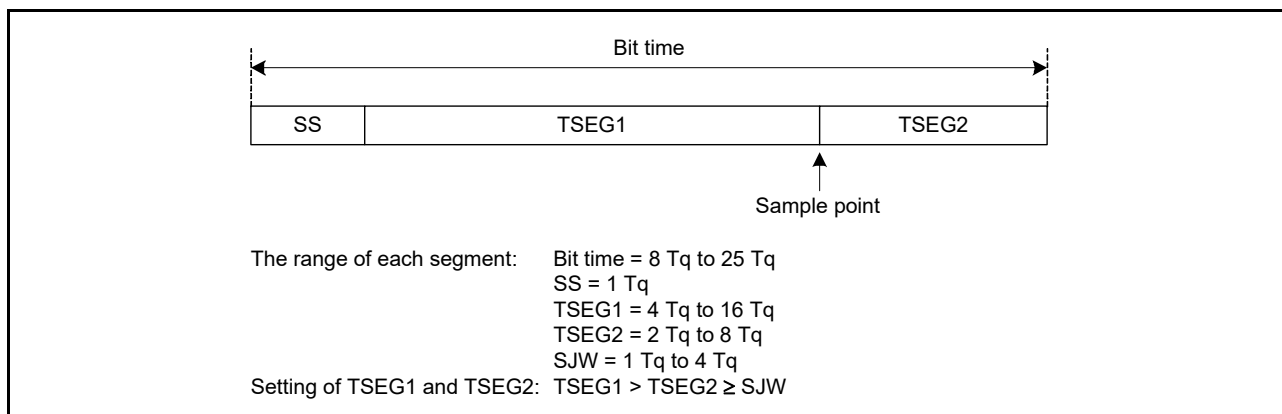 Bit time
SS TSEG1 TSEG2
Sample point
The range of each segment: Bit time = 8 Tq to 25 Tq
SS = 1 Tq
TSEG1 = 4 Tq to 16 Tq
TSEG2 = 2 Tq to 8 Tq
SJW = 1 Tq to 4 Tq
Setting of TSEG1 and TSEG2: TSEG1 > TSEG2 ≥ SJW